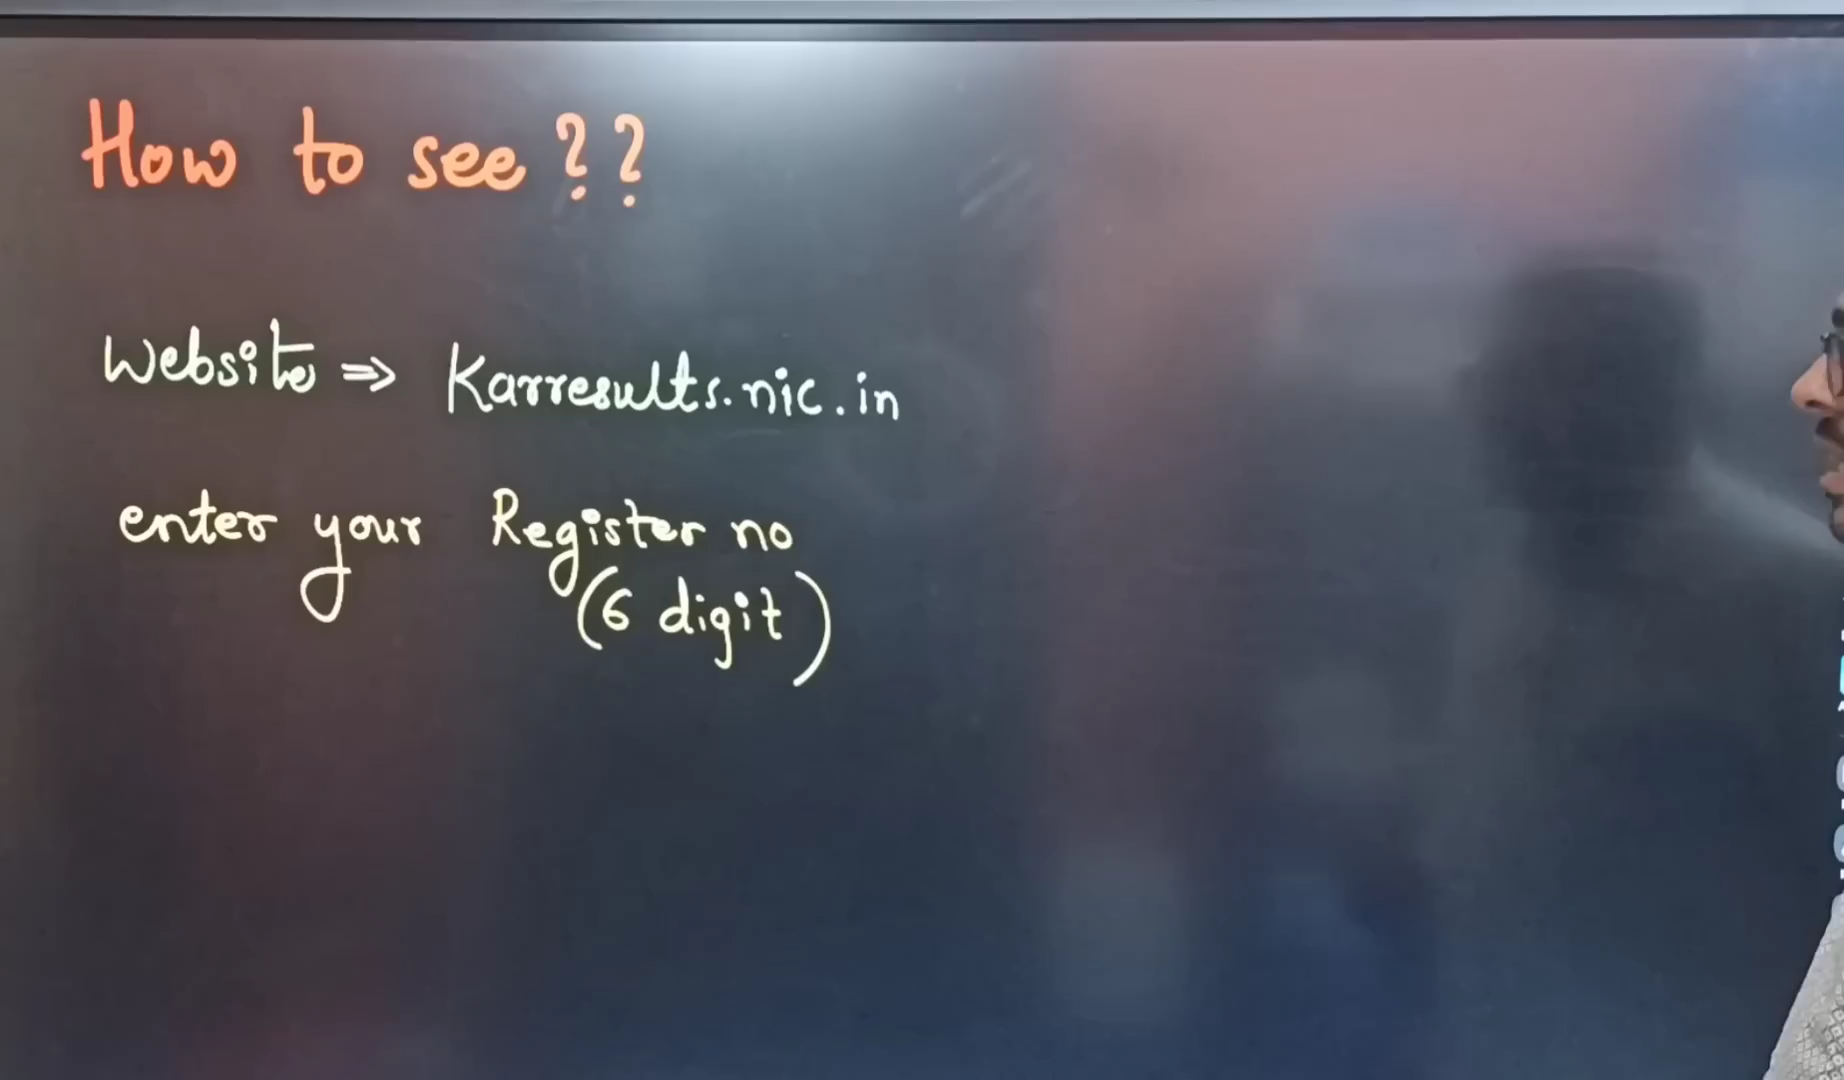 How to see ??
Website ⇒ Karresults.nic.in
enter your Register no
(6 digit)